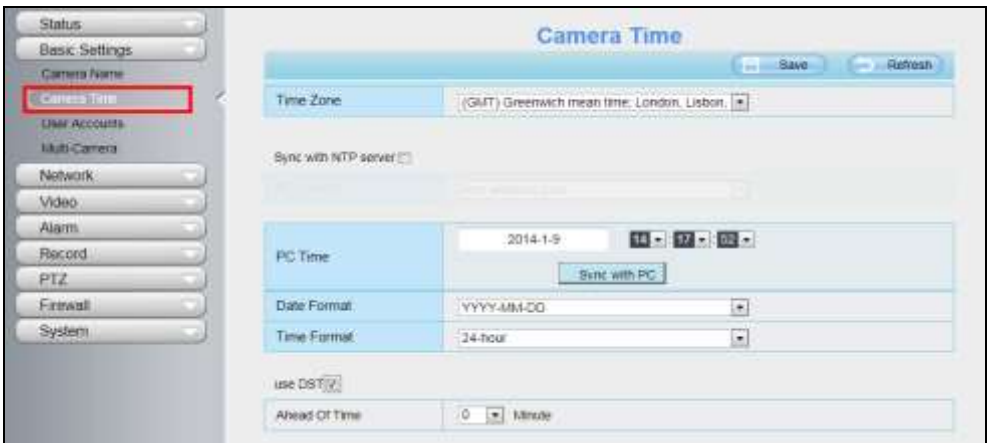 Status
Basic Settings
Camera Name
Camera Time
User Accounts
Multi-Camera
Network
Video
Alarm
Record
PTZ
Firewall
System
Camera Time
Save Refresh
Time Zone (GMT) Greenwich mean time; London, Lisbon,
Sync with NTP server
PC Time 2014-1-9 14 : 17 : 02
Sync with PC
Date Format YYYY-MM-DD
Time Format 24-hour
use DST
Ahead Of Time 0 Minute